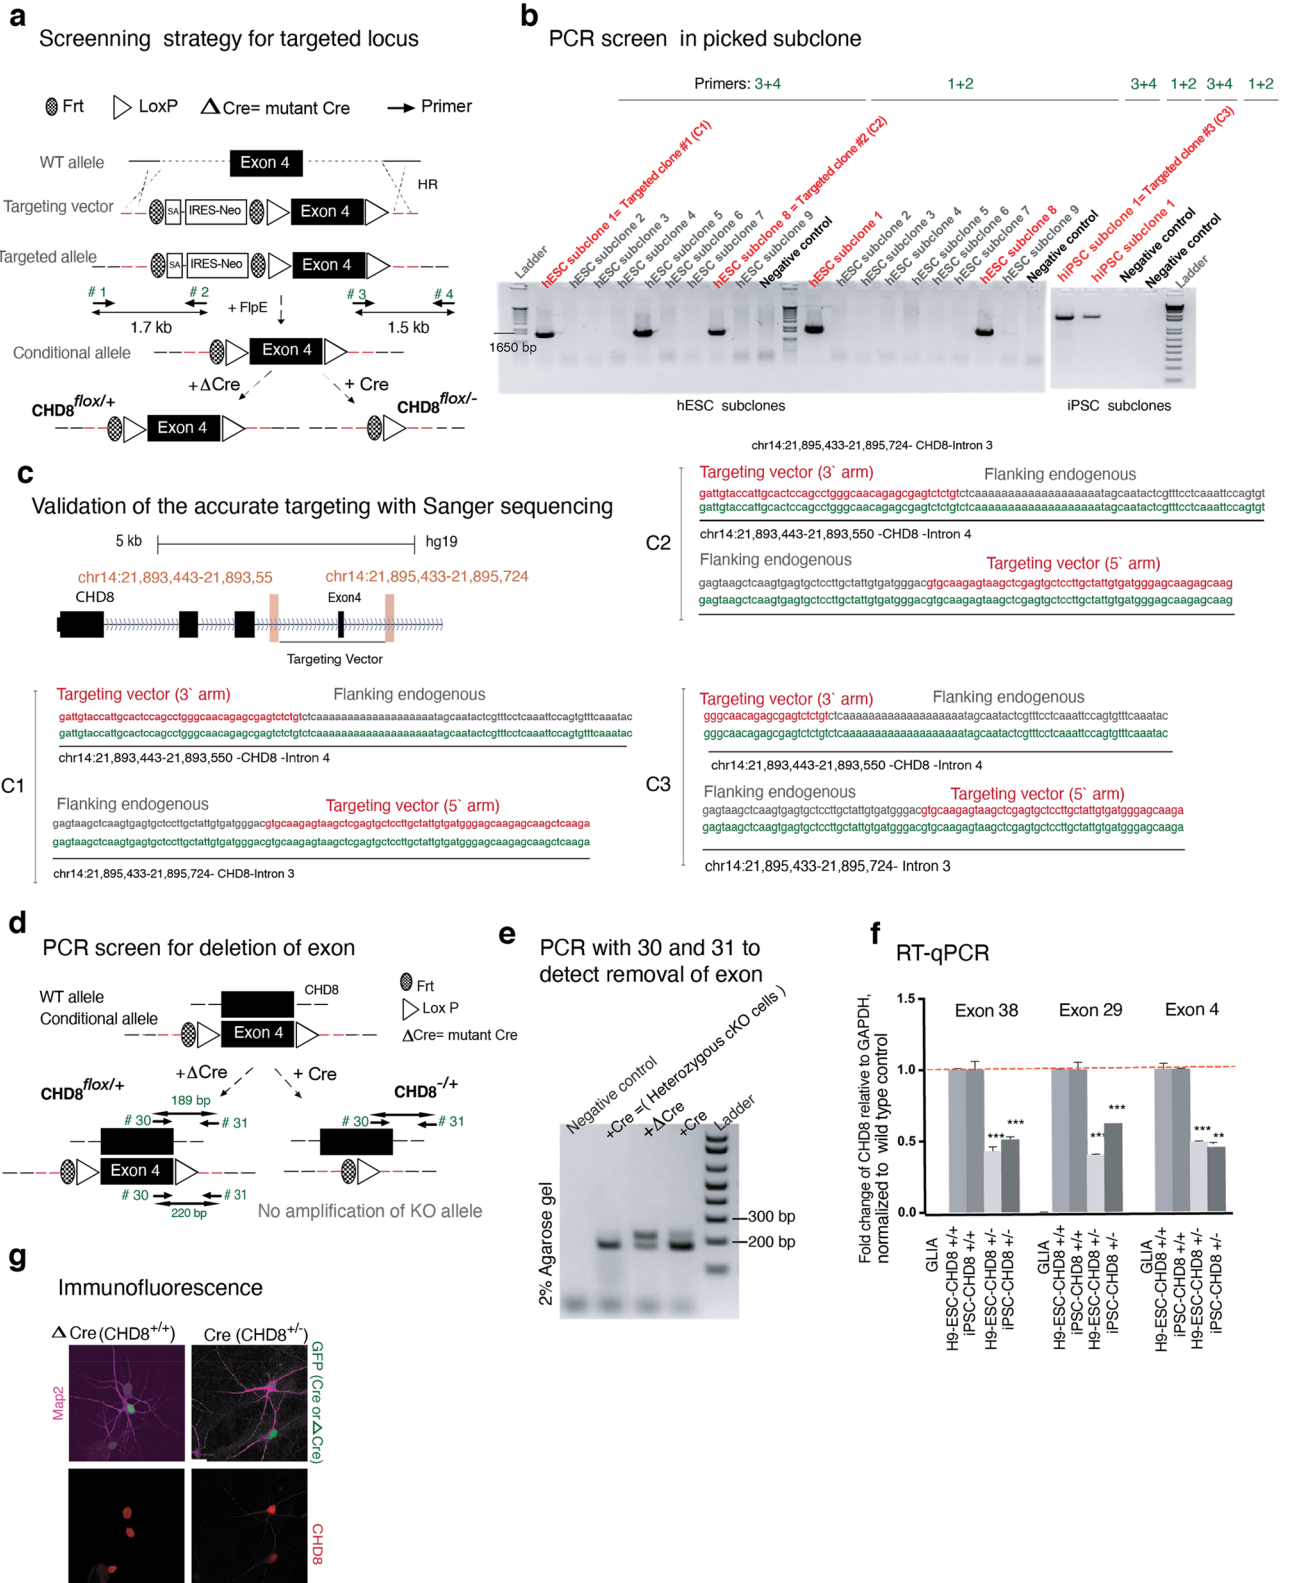 a
Screenning strategy for targeted locus
Frt
LoxP
ΔCre= mutant Cre
Primer
WT allele
Exon 4
HR
Targeting vector
SA
IRES-Neo
Exon 4
Targeted allele
SA
IRES-Neo
Exon 4
# 1
# 2
# 3
# 4
1.7 kb
+ FlpE
1.5 kb
Conditional allele
Exon 4
+ΔCre
+ Cre
CHD8flox/+
CHD8flox/-
Exon 4
b
PCR screen in picked subclone
Primers: 3+4
1+2
3+4
1+2
3+4
1+2
Ladder
hESC subclone 1= Targeted clone #1 (C1)
hESC subclone 2
hESC subclone 3
hESC subclone 4
hESC subclone 5
hESC subclone 6
hESC subclone 7
hESC subclone 8 = Targeted clone #2 (C2)
hESC subclone 9
Negative control
hESC subclone 1
hESC subclone 2
hESC subclone 3
hESC subclone 4
hESC subclone 5
hESC subclone 6
hESC subclone 7
hESC subclone 8
hESC subclone 9
Negative control
hiPSC subclone 1= Targeted clone #3 (C3)
hiPSC subclone 1
Negative control
Negative control
Ladder
1650 bp
hESC subclones
iPSC subclones
c
Validation of the accurate targeting with Sanger sequencing
5 kb
hg19
chr14:21,893,443-21,893,55
chr14:21,895,433-21,895,724
CHD8
Exon4
Targeting Vector
C1
Targeting vector (3` arm)
Flanking endogenous
gattgtaccattgcactccagcctgggcaacagagcgagtctctgtctcaaaaaaaaaaaaaaaaaaaaatagcaatactcgtttcctcaaattccagtgtttcaaatac
gattgtaccattgcactccagcctgggcaacagagcgagtctctgtctcaaaaaaaaaaaaaaaaaaaaatagcaatactcgtttcctcaaattccagtgtttcaaatac
chr14:21,893,443-21,893,550 -CHD8 -Intron 4
Flanking endogenous
Targeting vector (5` arm)
gagtaagctcaagtgagtgctccttgctattgtgatgggacgtgcaagagtaagctcgagtgctccttgctattgtgatgggagcaagagcaagctcaaga
gagtaagctcaagtgagtgctccttgctattgtgatgggacgtgcaagagtaagctcgagtgctccttgctattgtgatgggagcaagagcaagctcaaga
chr14:21,895,433-21,895,724- CHD8-Intron 3
chr14:21,895,433-21,895,724- CHD8-Intron 3
C2
Targeting vector (3` arm)
Flanking endogenous
gattgtaccattgcactccagcctgggcaacagagcgagtctctgtctcaaaaaaaaaaaaaaaaaaaaatagcaatactcgtttcctcaaattccagtgt
gattgtaccattgcactccagcctgggcaacagagcgagtctctgtctcaaaaaaaaaaaaaaaaaaaaatagcaatactcgtttcctcaaattccagtgt
chr14:21,893,443-21,893,550 -CHD8 -Intron 4
Flanking endogenous
Targeting vector (5` arm)
gagtaagctcaagtgagtgctccttgctattgtgatgggacgtgcaagagtaagctcgagtgctccttgctattgtgatgggagcaagagcaag
gagtaagctcaagtgagtgctccttgctattgtgatgggacgtgcaagagtaagctcgagtgctccttgctattgtgatgggagcaagagcaag
C3
Targeting vector (3` arm)
Flanking endogenous
gggcaacagagcgagtctctgtctcaaaaaaaaaaaaaaaaaaaaatagcaatactcgtttcctcaaattccagtgtttcaaatac
gggcaacagagcgagtctctgtctcaaaaaaaaaaaaaaaaaaaaatagcaatactcgtttcctcaaattccagtgtttcaaatac
chr14:21,893,443-21,893,550 -CHD8 -Intron 4
Flanking endogenous
Targeting vector (5` arm)
gagtaagctcaagtgagtgctccttgctattgtgatgggacgtgcaagagtaagctcgagtgctccttgctattgtgatgggagcaaga
gagtaagctcaagtgagtgctccttgctattgtgatgggacgtgcaagagtaagctcgagtgctccttgctattgtgatgggagcaaga
chr14:21,895,433-21,895,724- Intron 3
d
PCR screen for deletion of exon
WT allele
CHD8
Conditional allele
Exon 4
Frt
Lox P
ΔCre= mutant Cre
+ΔCre
+ Cre
CHD8flox/+
CHD8-/+
189 bp
# 30
# 31
# 30
# 31
Exon 4
# 30
# 31
220 bp
No amplification of KO allele
e
PCR with 30 and 31 to
detect removal of exon
Negative control
+Cre =( Heterozygous cKO cells )
+ΔCre
+Cre
Ladder
300 bp
200 bp
2% Agarose gel
f
RT-qPCR
Fold change of CHD8 relative to GAPDH,
normalized to wild type control
1.5
1.0
0.5
0.0
Exon 38
Exon 29
Exon 4
***
***
***
***
***
**
GLIA
H9-ESC-CHD8 +/+
iPSC-CHD8 +/+
H9-ESC-CHD8 +/-
iPSC-CHD8 +/-
GLIA
H9-ESC-CHD8 +/+
iPSC-CHD8 +/+
H9-ESC-CHD8 +/-
iPSC-CHD8 +/-
GLIA
H9-ESC-CHD8 +/+
iPSC-CHD8 +/+
H9-ESC-CHD8 +/-
iPSC-CHD8 +/-
g
Immunofluorescence
Δ Cre (CHD8+/+)
Cre (CHD8+/-)
Map2
GFP (Cre or Δ Cre)
CHD8